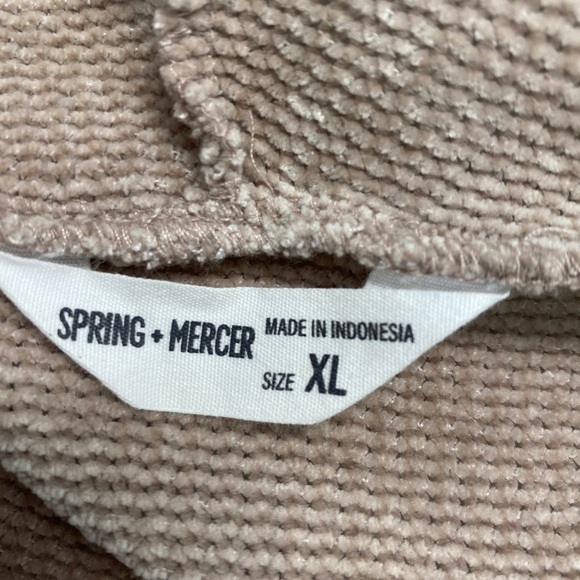 SPRING + MERCER
MADE IN INDONESIA
SIZE XL